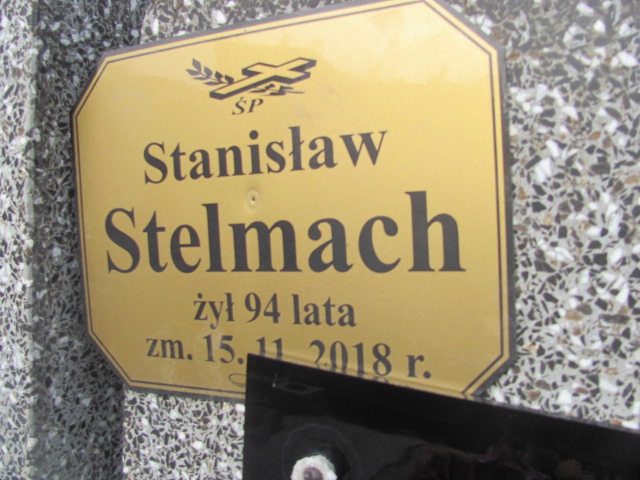 ŚP
Stanisław
Stelmach
żył 94 lata
zm. 15. 11. 2018 r.